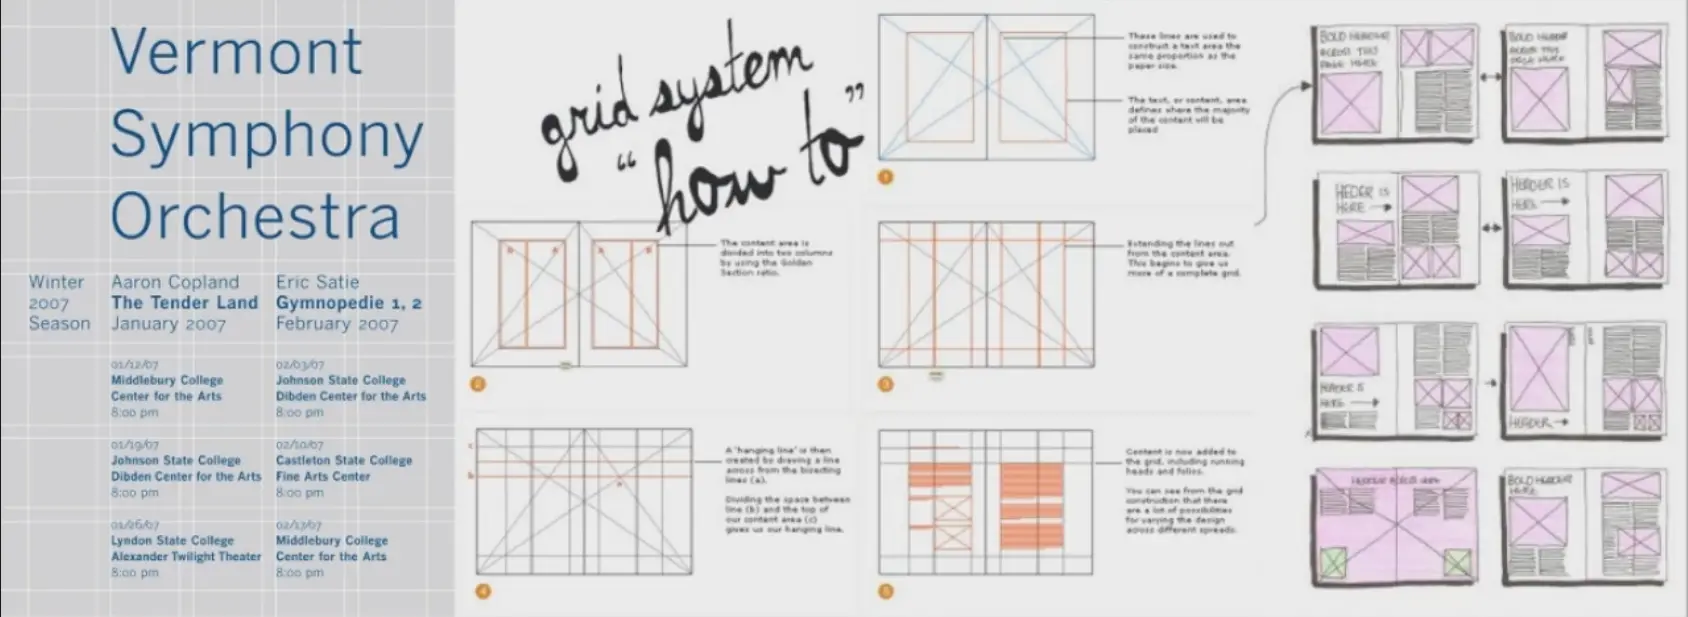 Vermont
Symphony
Orchestra
Winter
2007
Season
Aaron Copland
The Tender Land
January 2007
Eric Satie
Gymnopedie 1, 2
February 2007
01/12/07
Middlebury College
Center for the Arts
8:00 pm
01/19/07
Johnson State College
Dibden Center for the Arts
8:00 pm
01/26/07
Lyndon State College
Alexander Twilight Theater
8:00 pm
02/03/07
Johnson State College
Dibden Center for the Arts
8:00 pm
02/10/07
Castleton State College
Fine Arts Center
8:00 pm
02/13/07
Middlebury College
Center for the Arts
8:00 pm
grid system
"how to"
These lines are used to
construct a text area the
same proportion as the
paper size.
The text, or content, area
defines where the majority
of the content will be
placed
1
The content area is
divided into two columns
by using the Golden
Section ratio.
2
Extending the lines out
from the content area.
This begins to give us
more of a complete grid.
3
c
b
a
A 'hanging line' is then
created by drawing a line
across from the bisecting
lines (a).
Dividing the space between
line (b) and the top of
our content area (c)
gives us our hanging line.
4
Content is now added to
the grid, including running
heads and folios.
You can see from the grid
construction that there
are a lot of possibilities
for varying the design
across different spreads.
5
BOLD HEADER
ACROSS THIS
PAGE HERE
BOLD HEADER
ACROSS THIS
PAGE HERE
HEDER IS
HERE
HEADER IS
HERE
HEADER IS
HERE
HEADER
HEADER ACROSS HERE
BOLD HEADER
HERE